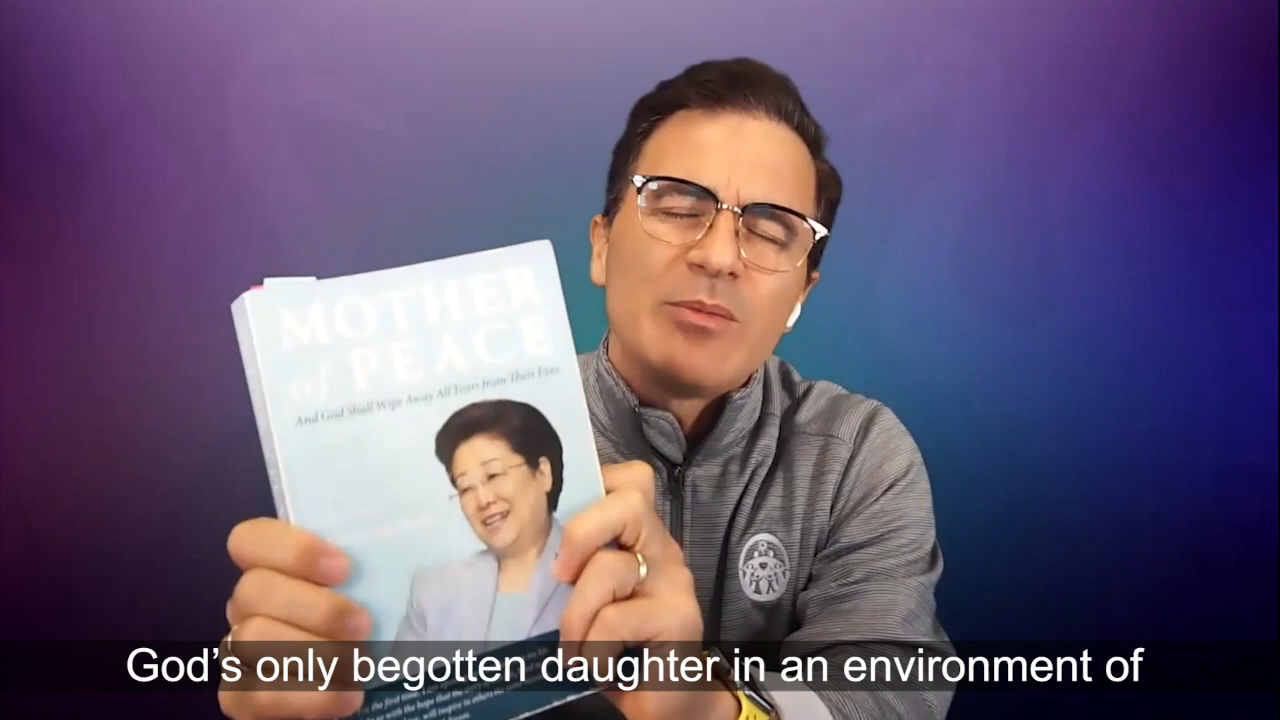 MOTHER
of PEACE
And God Shall Wipe Away All Tears from Their Eyes
God's only begotten daughter in an environment of